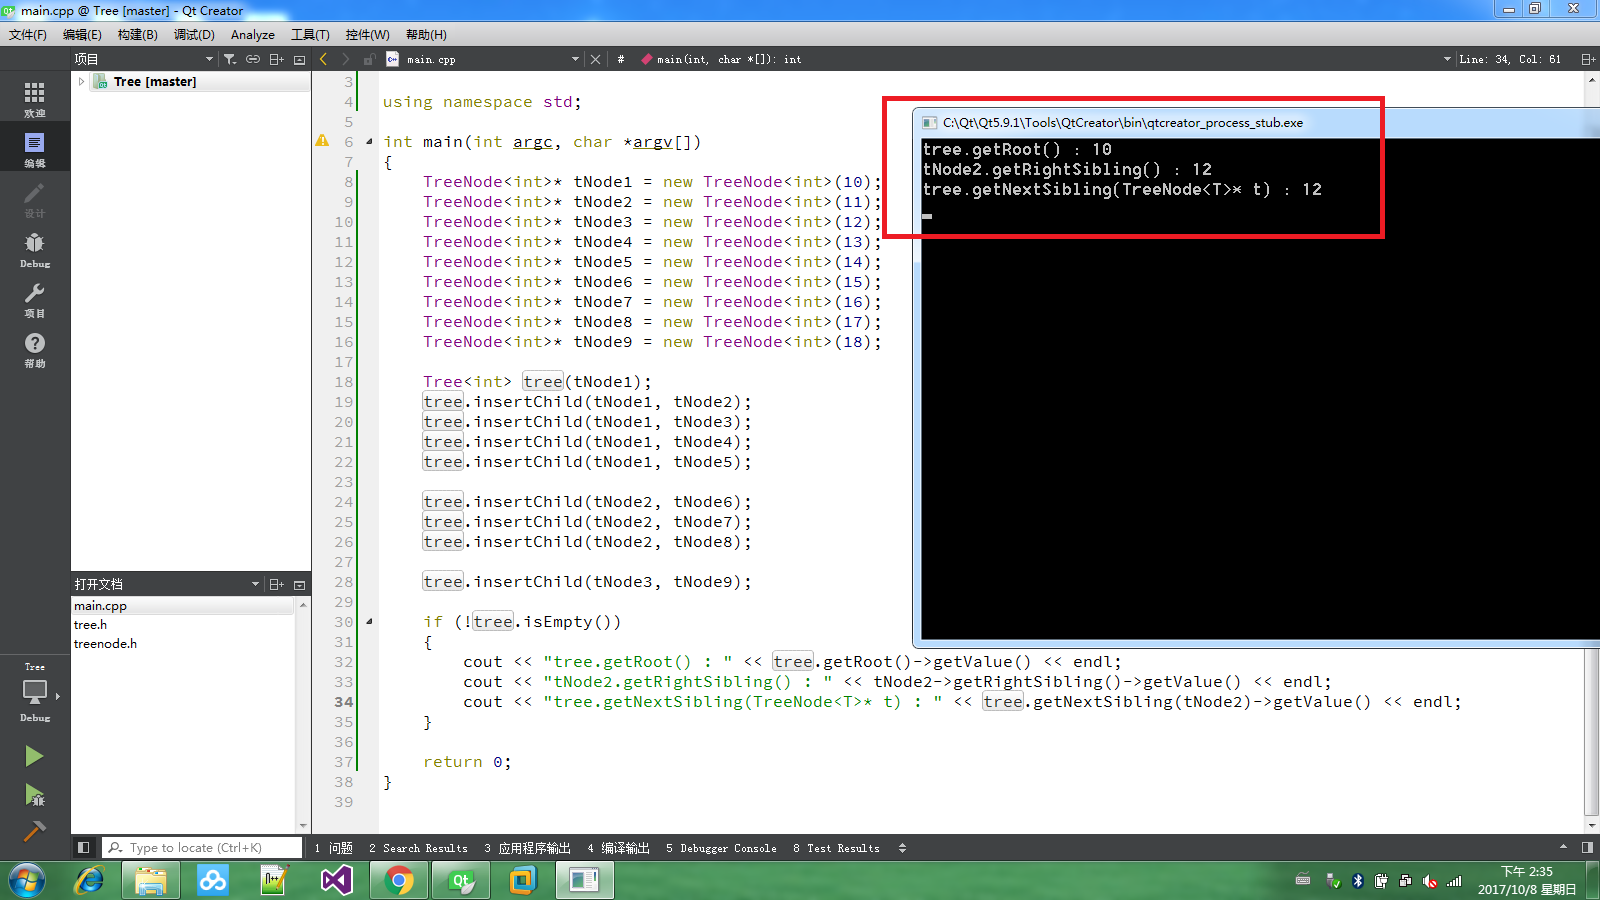 main.cpp @ Tree [master] - Qt Creator
文件(F) 编辑(E) 构建(B) 调试(D) Analyze 工具(T) 控件(W) 帮助(H)
项目
main.cpp
# main(int, char *[]): int
Line: 34, Col: 61
Tree [master]
欢迎
编辑
设计
Debug
项目
帮助
3
4 using namespace std;
5
6 int main(int argc, char *argv[])
7 {
8 TreeNode<int>* tNode1 = new TreeNode<int>(10);
9 TreeNode<int>* tNode2 = new TreeNode<int>(11);
10 TreeNode<int>* tNode3 = new TreeNode<int>(12);
11 TreeNode<int>* tNode4 = new TreeNode<int>(13);
12 TreeNode<int>* tNode5 = new TreeNode<int>(14);
13 TreeNode<int>* tNode6 = new TreeNode<int>(15);
14 TreeNode<int>* tNode7 = new TreeNode<int>(16);
15 TreeNode<int>* tNode8 = new TreeNode<int>(17);
16 TreeNode<int>* tNode9 = new TreeNode<int>(18);
17
18 Tree<int> tree(tNode1);
19 tree.insertChild(tNode1, tNode2);
20 tree.insertChild(tNode1, tNode3);
21 tree.insertChild(tNode1, tNode4);
22 tree.insertChild(tNode1, tNode5);
23
24 tree.insertChild(tNode2, tNode6);
25 tree.insertChild(tNode2, tNode7);
26 tree.insertChild(tNode2, tNode8);
27
28 tree.insertChild(tNode3, tNode9);
29
30 if (!tree.isEmpty())
31 {
32 cout << "tree.getRoot() : " << tree.getRoot()->getValue() << endl;
33 cout << "tNode2.getRightSibling() : " << tNode2->getRightSibling()->getValue() << endl;
34 cout << "tree.getNextSibling(TreeNode<T>* t) : " << tree.getNextSibling(tNode2)->getValue() << endl;
35 }
36
37 return 0;
38 }
39
C:\Qt\Qt5.9.1\Tools\QtCreator\bin\qtcreator_process_stub.exe
tree.getRoot() : 10
tNode2.getRightSibling() : 12
tree.getNextSibling(TreeNode<T>* t) : 12
打开文档
main.cpp
tree.h
treenode.h
Tree
Debug
Type to locate (Ctrl+K)
1 问题 2 Search Results 3 应用程序输出 4 编译输出 5 Debugger Console 8 Test Results
下午 2:35
2017/10/8 星期日